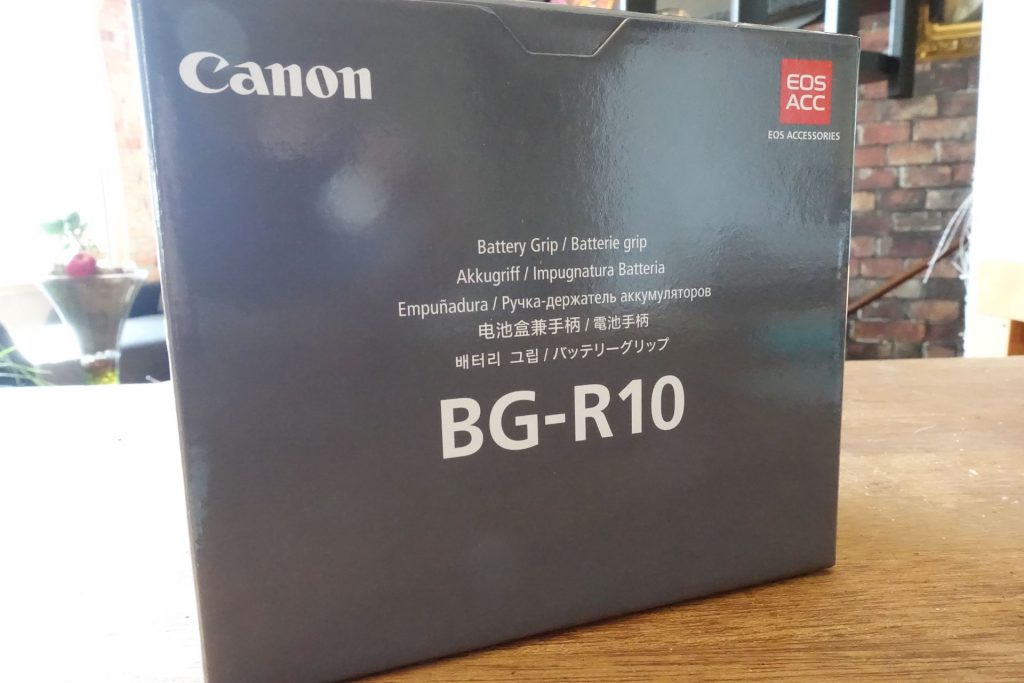 Canon
EOS
ACC
EOS ACCESSORIES
Battery Grip / Batterie grip
Akkugriff / Impugnatura Batteria
Empuñadura / Ручка-держатель аккумуляторов
电池盒兼手柄 / 電池手柄
배터리 그립 / バッテリーグリップ
BG-R10